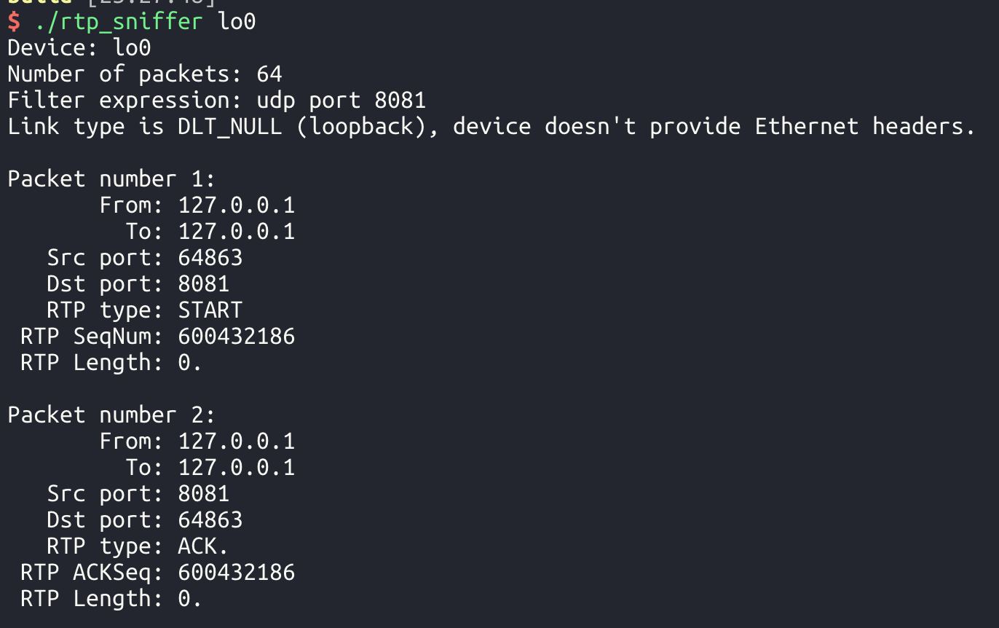 $ ./rtp_sniffer lo0
Device: lo0
Number of packets: 64
Filter expression: udp port 8081
Link type is DLT_NULL (loopback), device doesn't provide Ethernet headers.
Packet number 1:
From: 127.0.0.1
To: 127.0.0.1
Src port: 64863
Dst port: 8081
RTP type: START
RTP SeqNum: 600432186
RTP Length: 0.
Packet number 2:
From: 127.0.0.1
To: 127.0.0.1
Src port: 8081
Dst port: 64863
RTP type: ACK.
RTP ACKSeq: 600432186
RTP Length: 0.